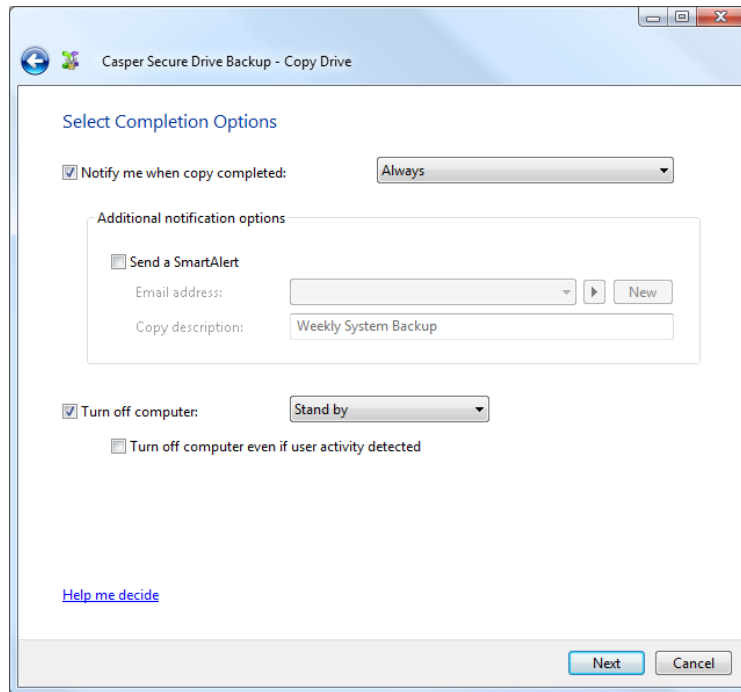 Casper Secure Drive Backup - Copy Drive
Select Completion Options
Notify me when copy completed: Always
Additional notification options
Send a SmartAlert
Email address: New
Copy description: Weekly System Backup
Turn off computer: Stand by
Turn off computer even if user activity detected
Help me decide
Next Cancel